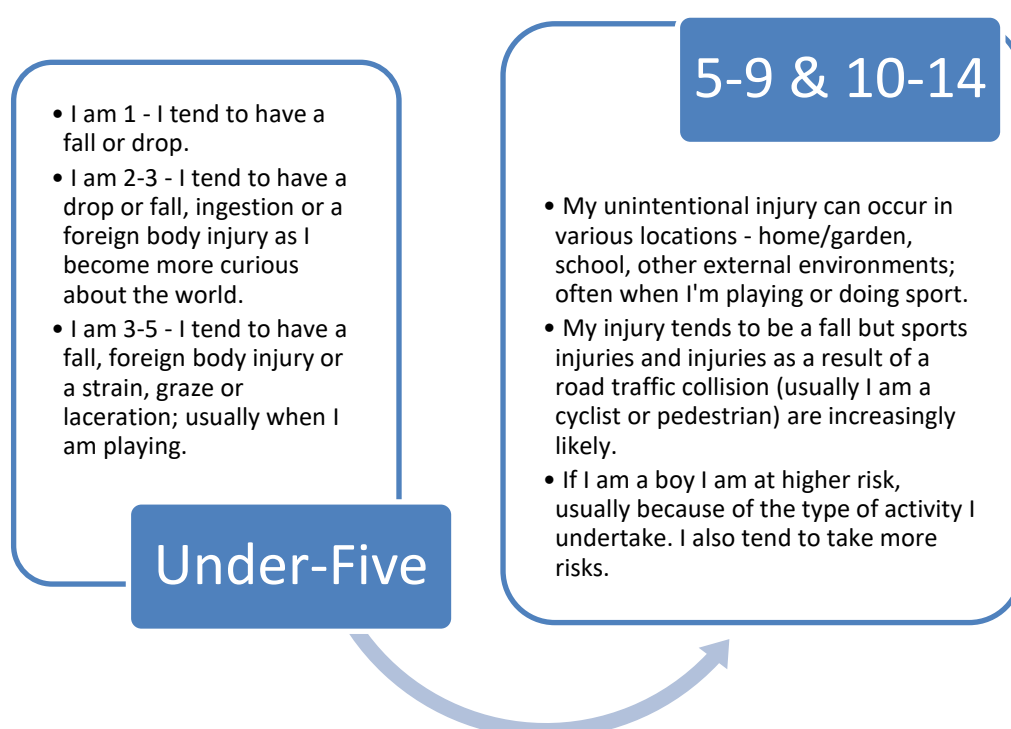 • I am 1 - I tend to have a
fall or drop.
• I am 2-3 - I tend to have a
drop or fall, ingestion or a
foreign body injury as I
become more curious
about the world.
• I am 3-5 - I tend to have a
fall, foreign body injury or
a strain, graze or
laceration; usually when I
am playing.
Under-Five
5-9 & 10-14
• My unintentional injury can occur in
various locations - home/garden,
school, other external environments;
often when I'm playing or doing sport.
• My injury tends to be a fall but sports
injuries and injuries as a result of a
road traffic collision (usually I am a
cyclist or pedestrian) are increasingly
likely.
• If I am a boy I am at higher risk,
usually because of the type of activity I
undertake. I also tend to take more
risks.